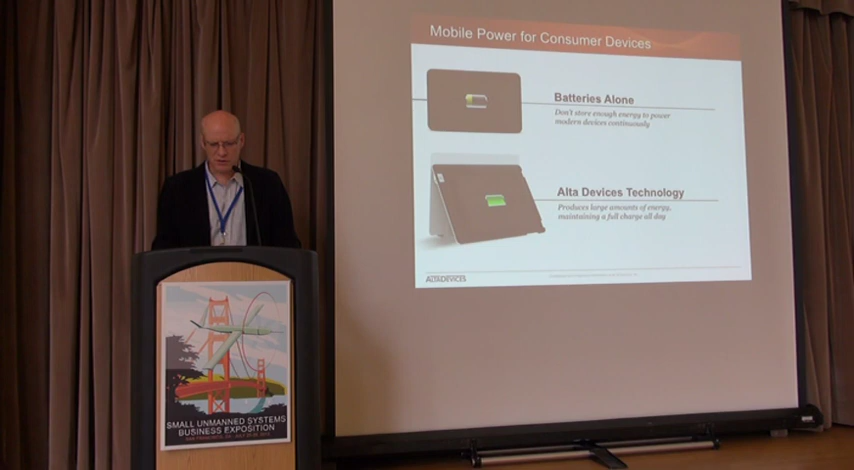 Mobile Power for Consumer Devices
Batteries Alone
Don't store enough energy to power
modern devices continuously
Alta Devices Technology
Produces large amounts of energy,
maintaining a full charge all day
ALTADEVICES
SMALL UNMANNED SYSTEMS
BUSINESS EXPOSITION